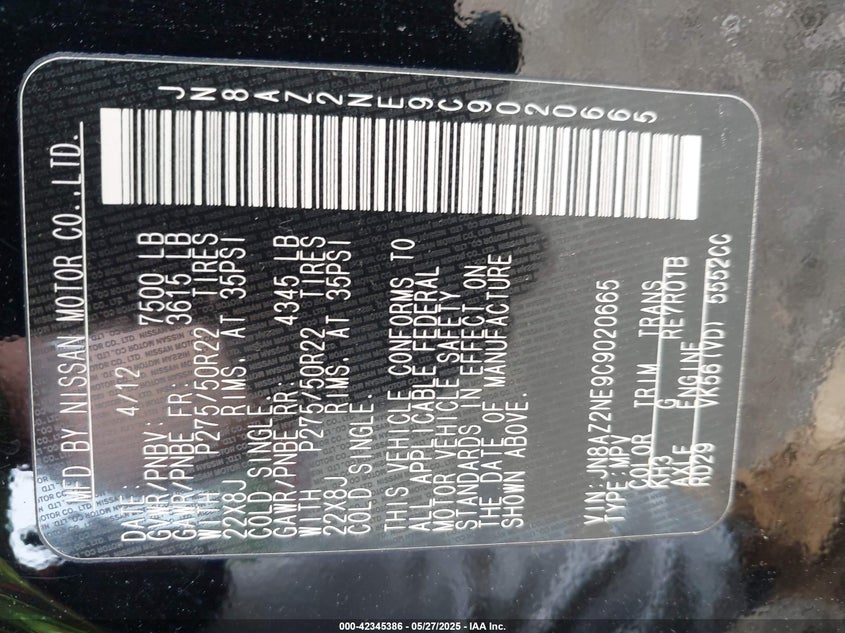 MFD BY NISSAN MOTOR CO.,LTD.
JN8AZ2NE9C9020665
DATE: 4/12
GVWR/PNBV: 7500 LB
GAWR/PNBE FR: 3615 LB
WITH P275/50R22 TIRES
22X8J RIMS. AT 35PSI
COLD SINGLE.
GAWR/PNBE RR: 4345 LB
WITH P275/50R22 TIRES
22X8J RIMS. AT 35PSI
COLD SINGLE.
THIS VEHICLE CONFORMS TO
ALL APPLICABLE FEDERAL
MOTOR VEHICLE SAFETY
STANDARDS IN EFFECT ON
THE DATE OF MANUFACTURE
SHOWN ABOVE.
VIN:JN8AZ2NE9C9020665
TYPE:MPV
COLOR TRIM TRANS
KH3 G RE7R01B
AXLE ENGINE
RD29 VK56(VD) 5552CC
000-42345386 - 05/27/2025 - IAA Inc.